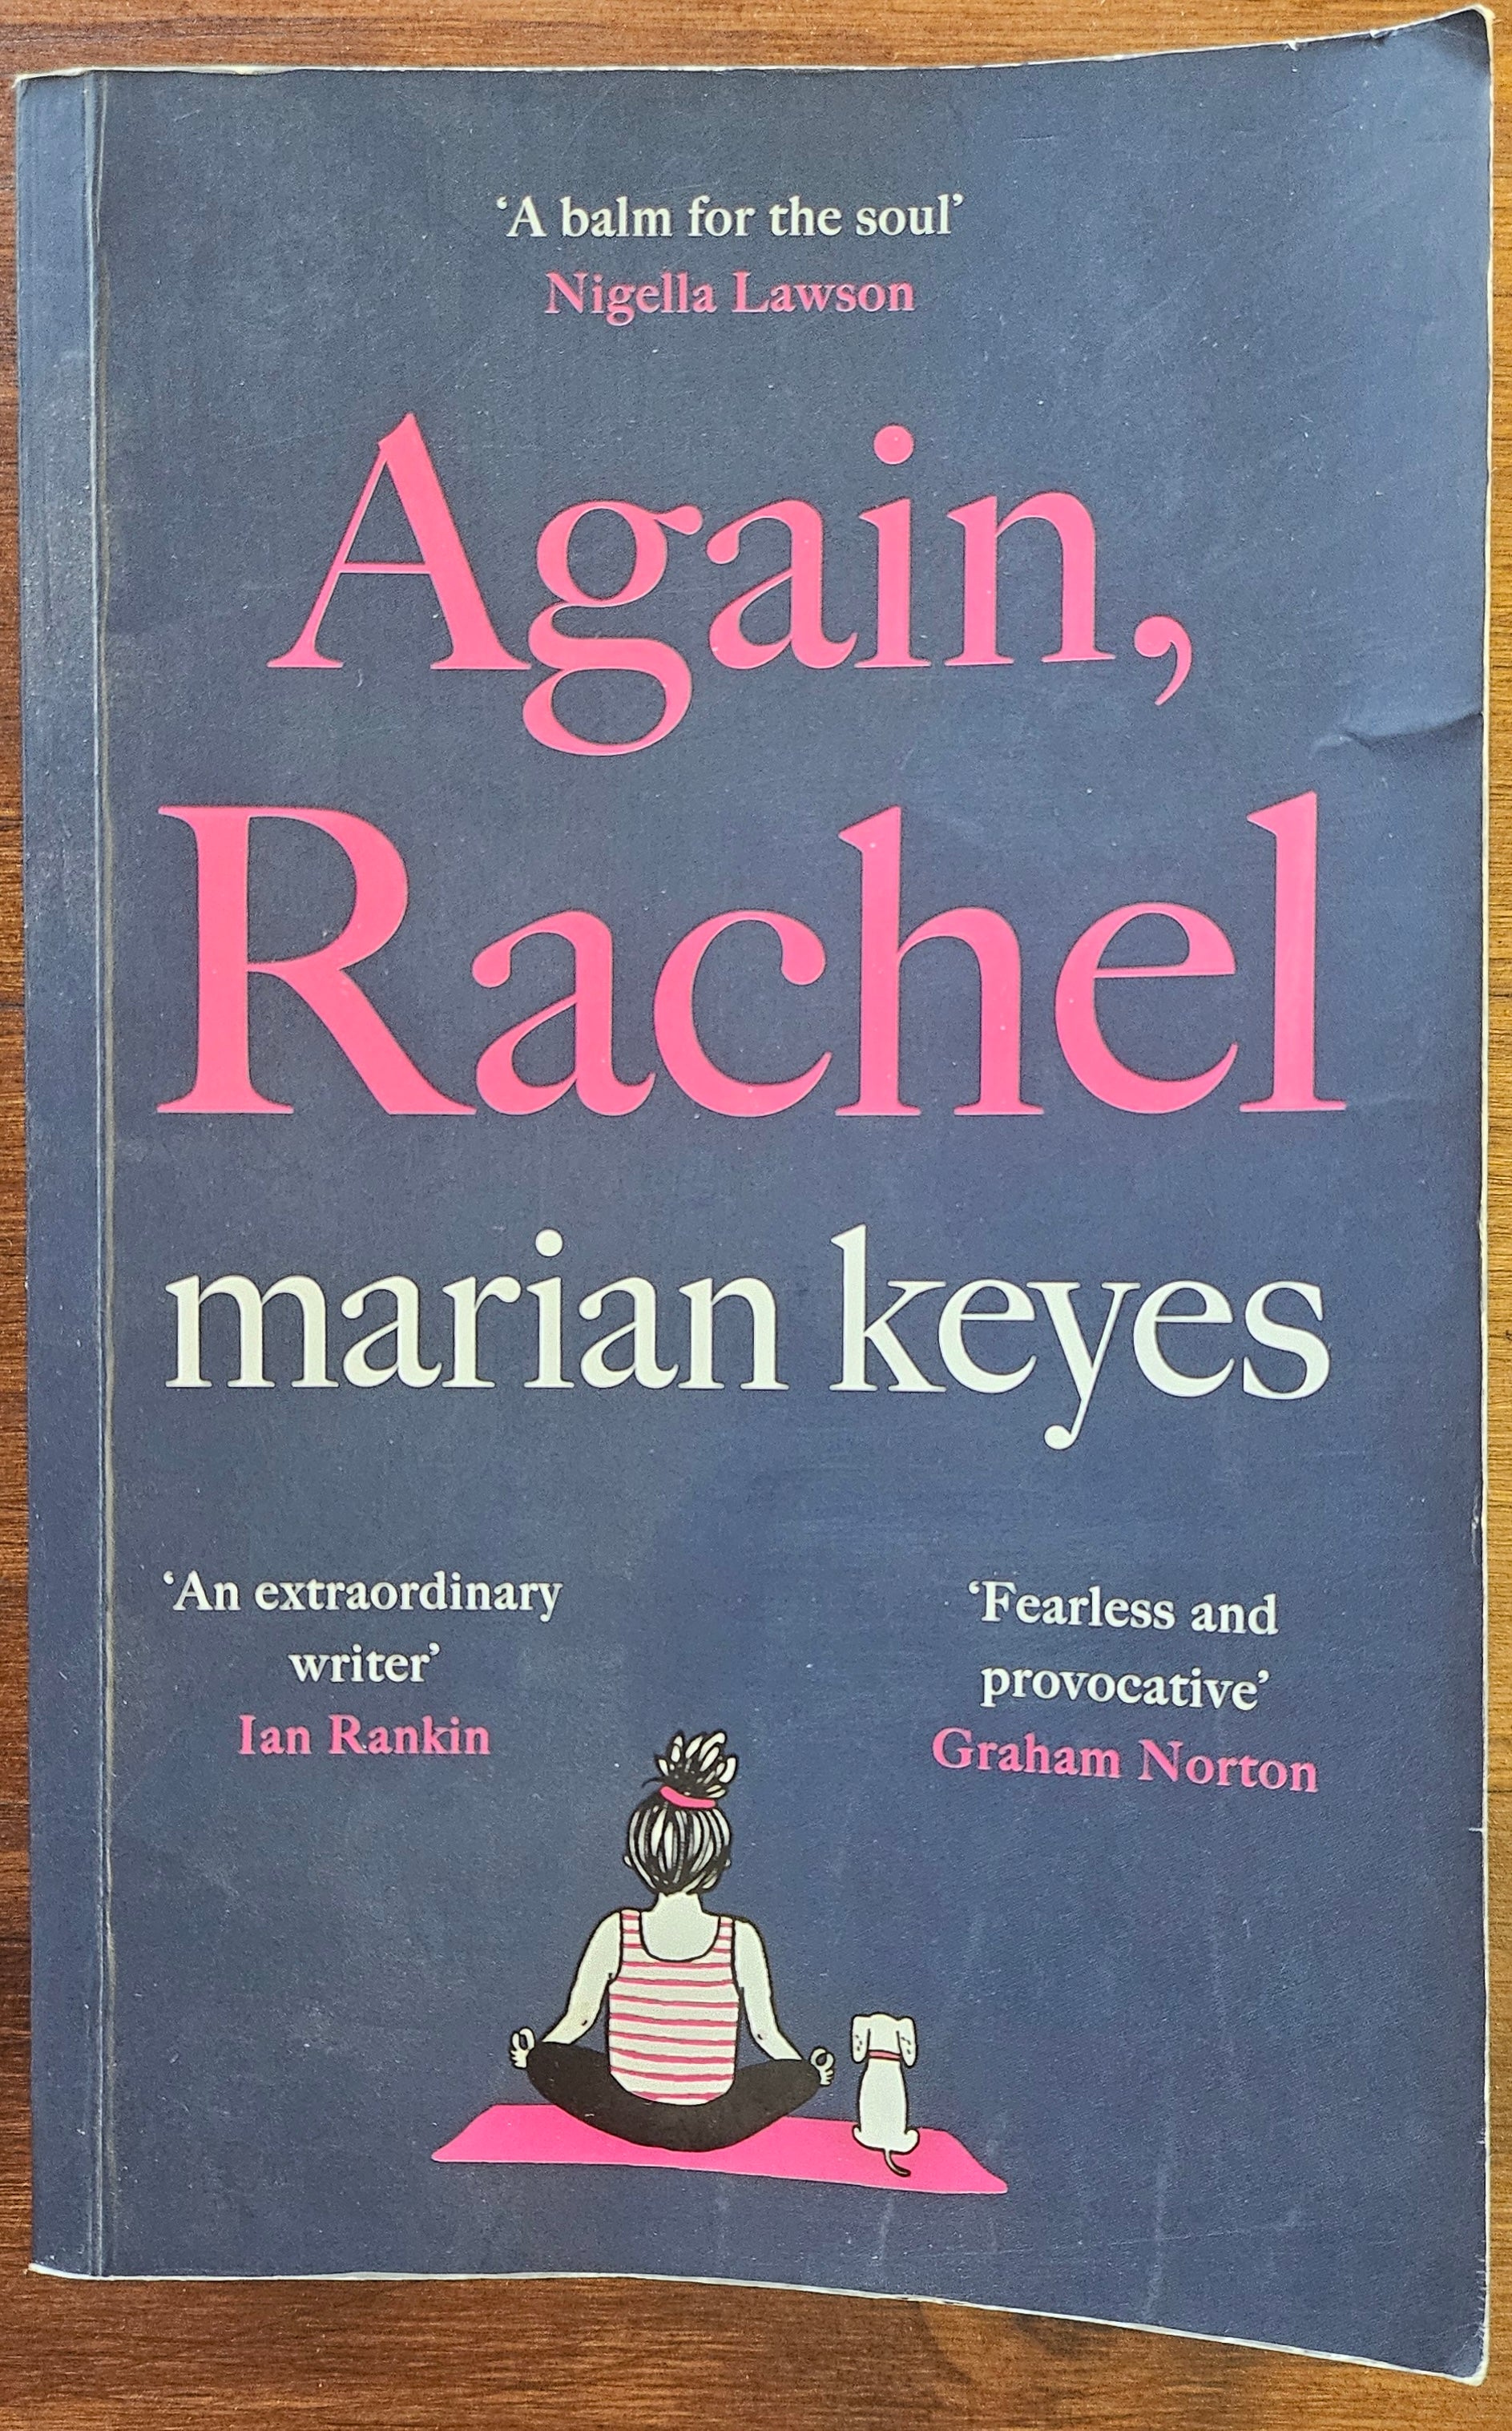 ‘A balm for the soul’
Nigella Lawson
Again,
Rachel
marian keyes
‘An extraordinary
writer’
Ian Rankin
‘Fearless and
provocative’
Graham Norton